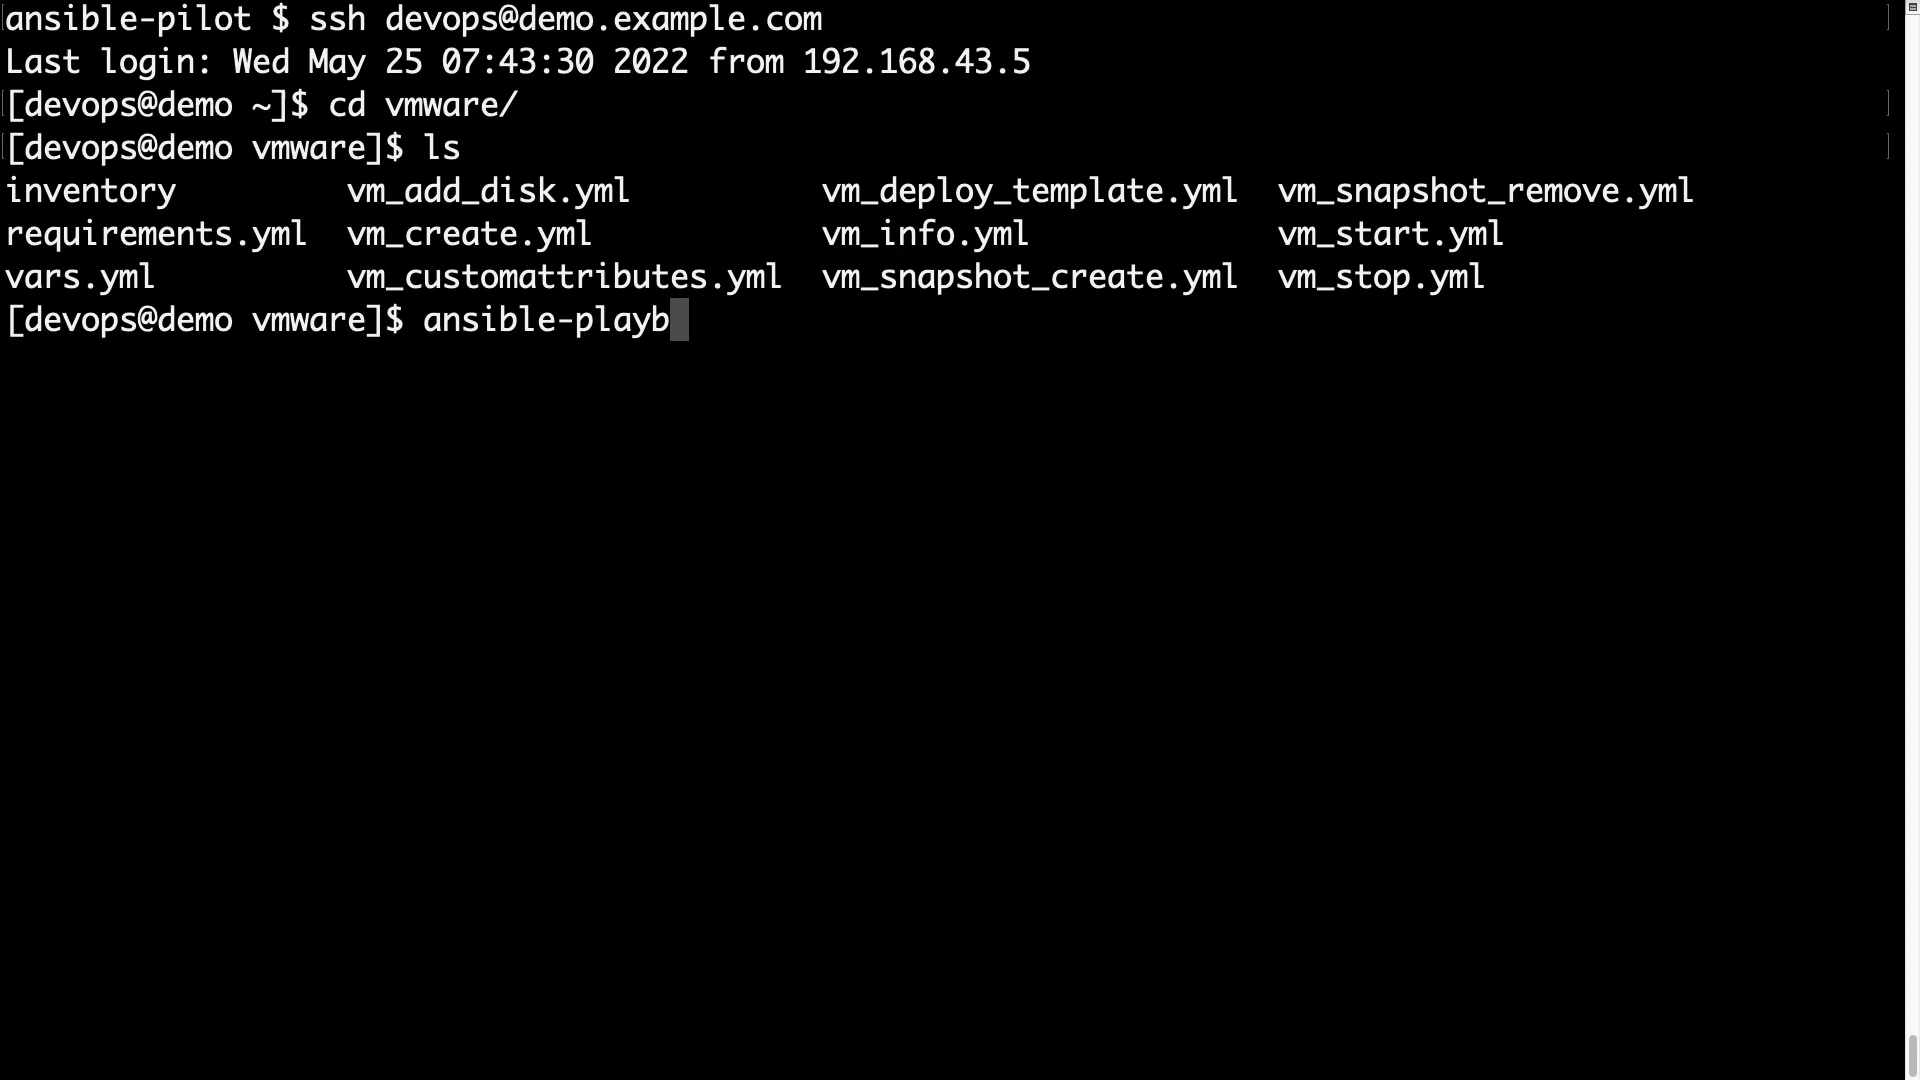 ansible-pilot $ ssh devops@demo.example.com
Last login: Wed May 25 07:43:30 2022 from 192.168.43.5
[devops@demo ~]$ cd vmware/
[devops@demo vmware]$ ls
inventory         vm_add_disk.yml          vm_deploy_template.yml  vm_snapshot_remove.yml
requirements.yml  vm_create.yml            vm_info.yml             vm_start.yml
vars.yml          vm_customattributes.yml  vm_snapshot_create.yml  vm_stop.yml
[devops@demo vmware]$ ansible-playb